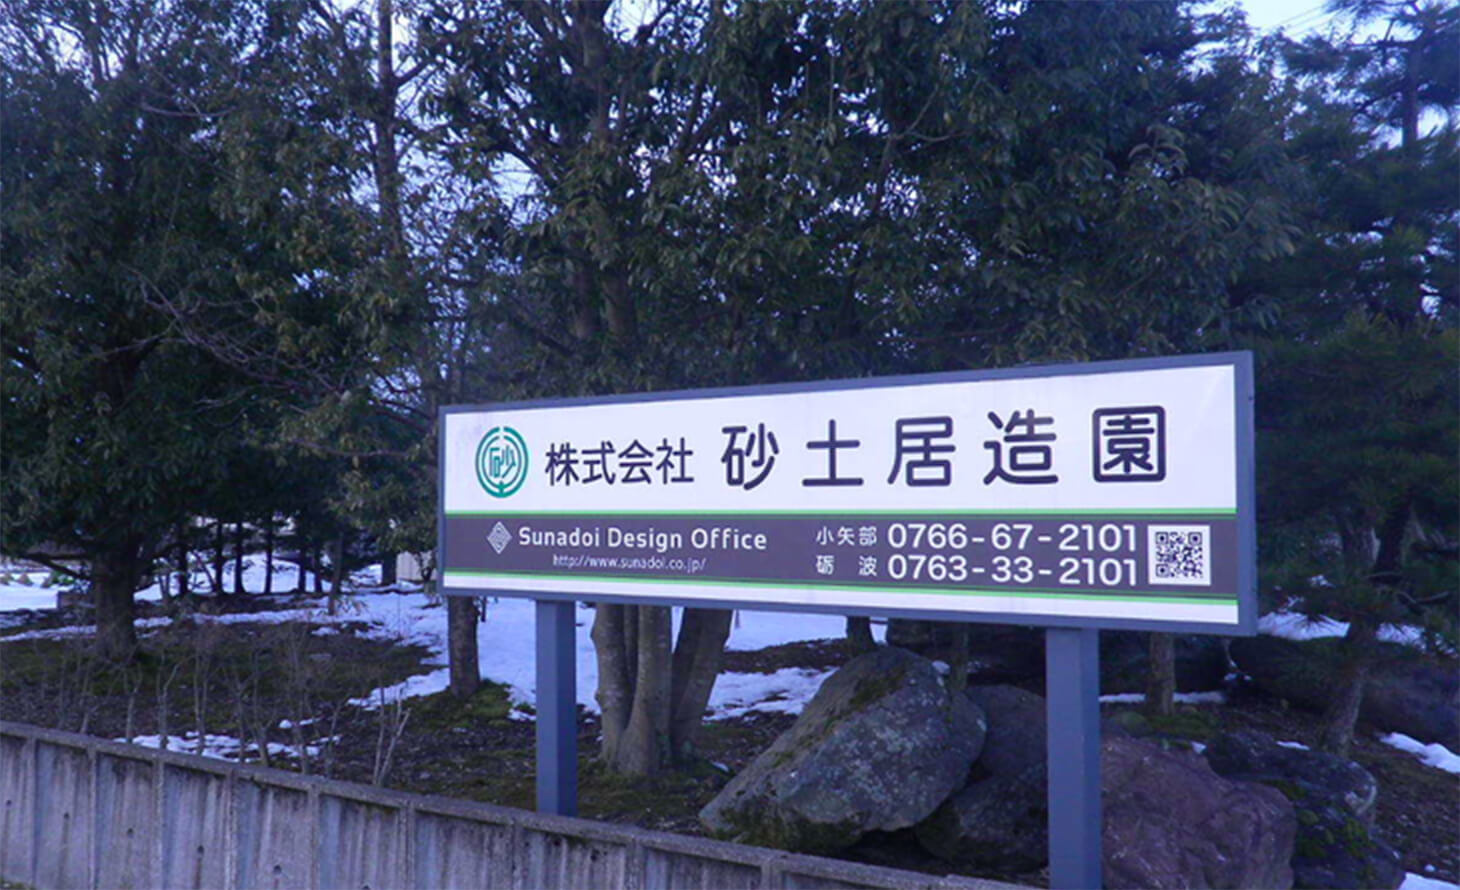 砂 株式会社 砂土居造園
Sunadoi Design Office
http://www.sunadoi.co.jp/
小矢部 0766-67-2101
砺波 0763-33-2101